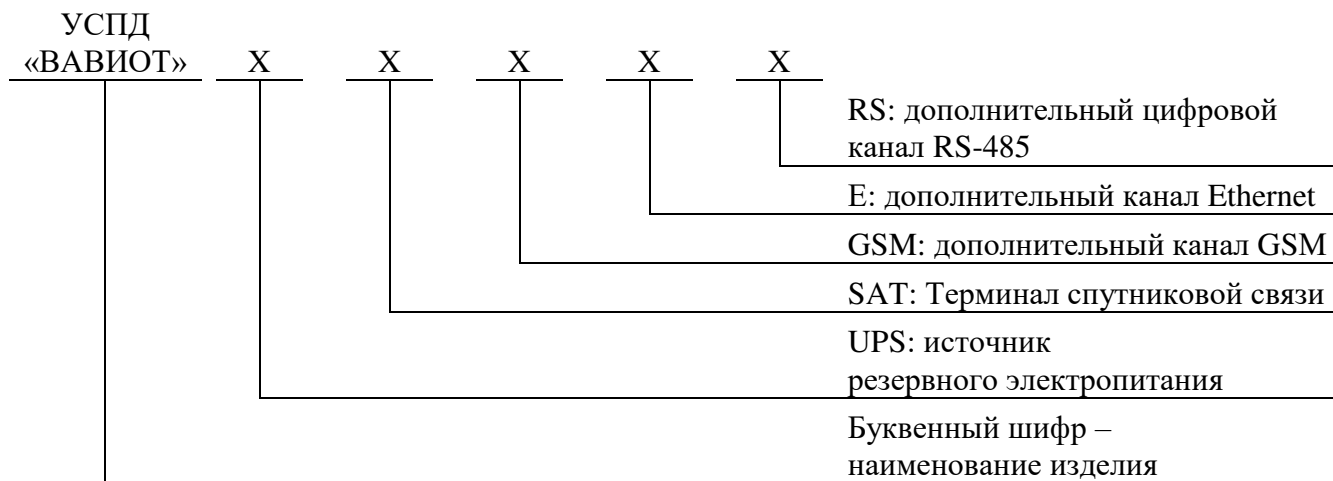 УСПД
«ВАВИОТ» X X X X X
RS: дополнительный цифровой
канал RS-485
E: дополнительный канал Ethernet
GSM: дополнительный канал GSM
SAT: Терминал спутниковой связи
UPS: источник
резервного электропитания
Буквенный шифр –
наименование изделия